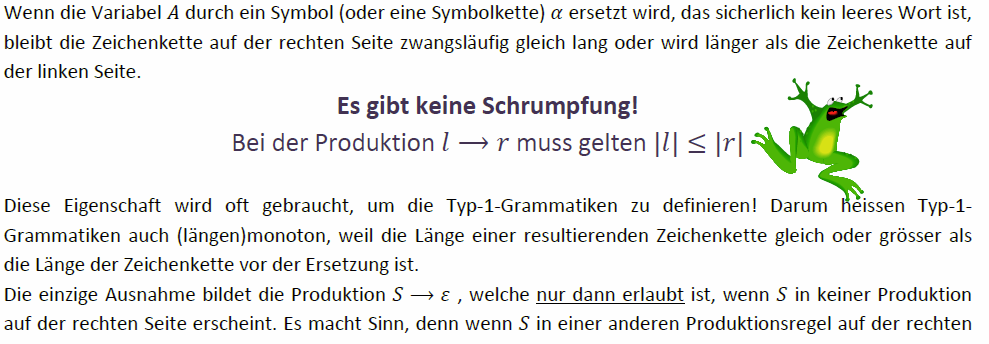 Wenn die Variabel A durch ein Symbol (oder eine Symbolkette) α ersetzt wird, das sicherlich kein leeres Wort ist,
bleibt die Zeichenkette auf der rechten Seite zwangsläufig gleich lang oder wird länger als die Zeichenkette auf
der linken Seite.
Es gibt keine Schrumpfung!
Bei der Produktion l ⟶ r muss gelten |l| ≤ |r|
Diese Eigenschaft wird oft gebraucht, um die Typ-1-Grammatiken zu definieren! Darum heissen Typ-1-
Grammatiken auch (längen)monoton, weil die Länge einer resultierenden Zeichenkette gleich oder grösser als
die Länge der Zeichenkette vor der Ersetzung ist.
Die einzige Ausnahme bildet die Produktion S ⟶ ε , welche nur dann erlaubt ist, wenn S in keiner Produktion
auf der rechten Seite erscheint. Es macht Sinn, denn wenn S in einer anderen Produktionsregel auf der rechten